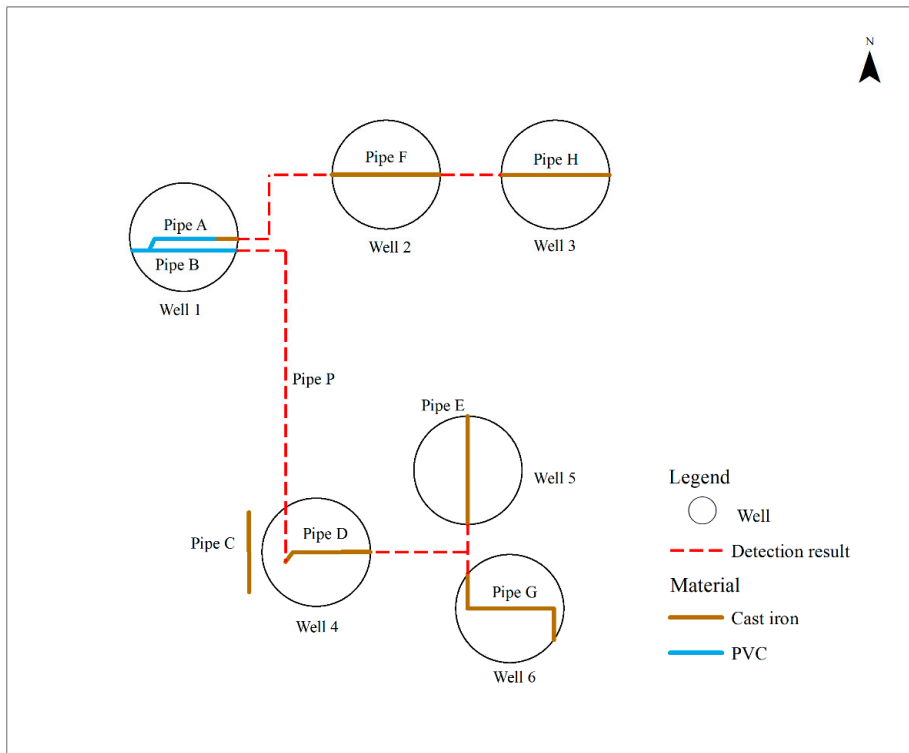 N
Pipe F
Pipe H
Pipe A
Well 2
Well 3
Pipe B
Well 1
Pipe P
Pipe E
Well 5
Legend
Well
Pipe D
Pipe C
Detection result
Material
Pipe G
Cast iron
Well 4
PVC
Well 6